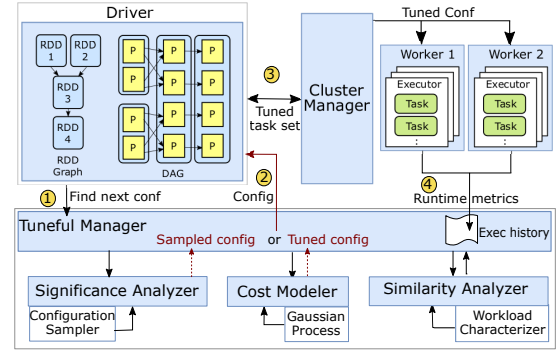 Driver
RDD
1
RDD
2
RDD
3
RDD
4
RDD
Graph
P P P
P P P
P P P
P P P
DAG
3
Tuned
task set
Cluster
Manager
Tuned Conf
Worker 1
Executor
Task
Task
Worker 2
Executor
Task
Task
1
Find next conf
2
Config
4
Runtime metrics
Tuneful Manager
Sampled config or Tuned config
Exec history
Significance Analyzer
Configuration
Sampler
Cost Modeler
Gaussian
Process
Similarity Analyzer
Workload
Characterizer